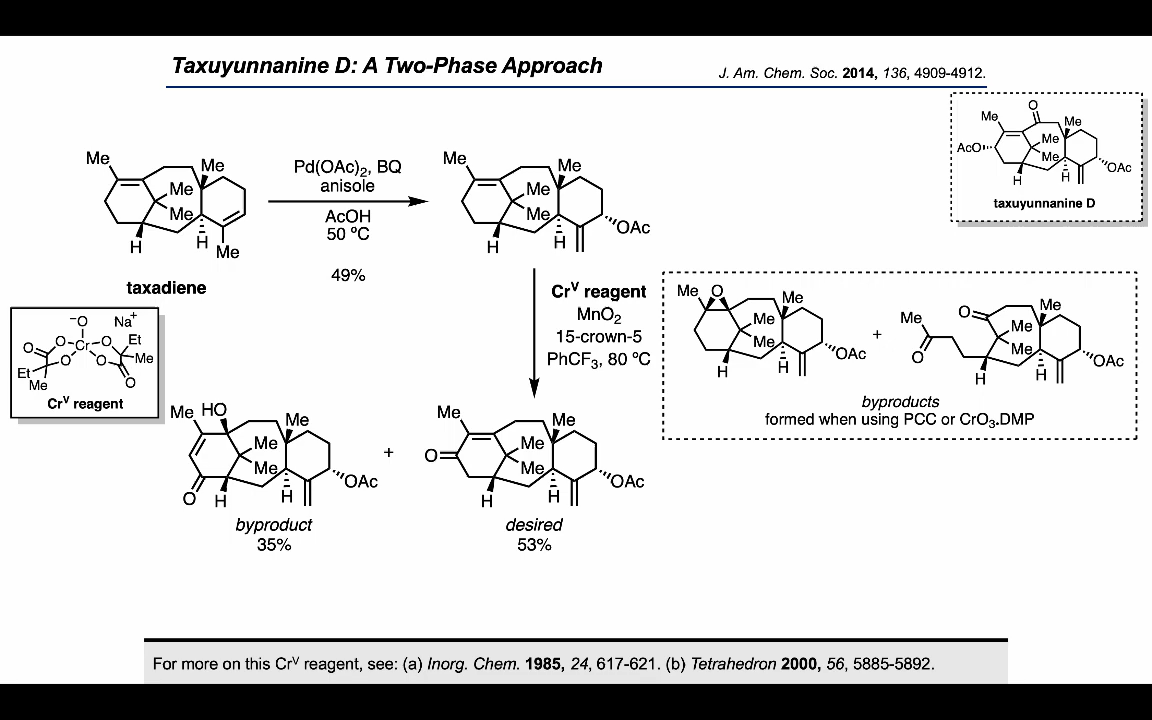 Taxuyunnanine D: A Two-Phase Approach
J. Am. Chem. Soc. 2014, 136, 4909-4912.
O
Me
Me
Me
Me
AcO
OAc
H
H
taxuyunnanine D
Me
Me
Me
Me
H
H
Me
taxadiene
Pd(OAc)₂, BQ
anisole
AcOH
50 ºC
49%
Me
Me
Me
Me
H
H
OAc
Crⱽ reagent
MnO₂
15-crown-5
PhCF₃, 80 ºC
⁻O
Na⁺
O
O
Cr
O
Et
Me
O
O
Et
Me
O
Crⱽ reagent
Me
O
Me
Me
Me
OAc
H
H
+
Me
O
O
Me
Me
Me
OAc
H
H
byproducts
formed when using PCC or CrO₃.DMP
Me
HO
Me
Me
Me
O
H
H
OAc
byproduct
35%
+
Me
Me
O
Me
Me
H
H
OAc
desired
53%
For more on this Crⱽ reagent, see: (a) Inorg. Chem. 1985, 24, 617-621. (b) Tetrahedron 2000, 56, 5885-5892.